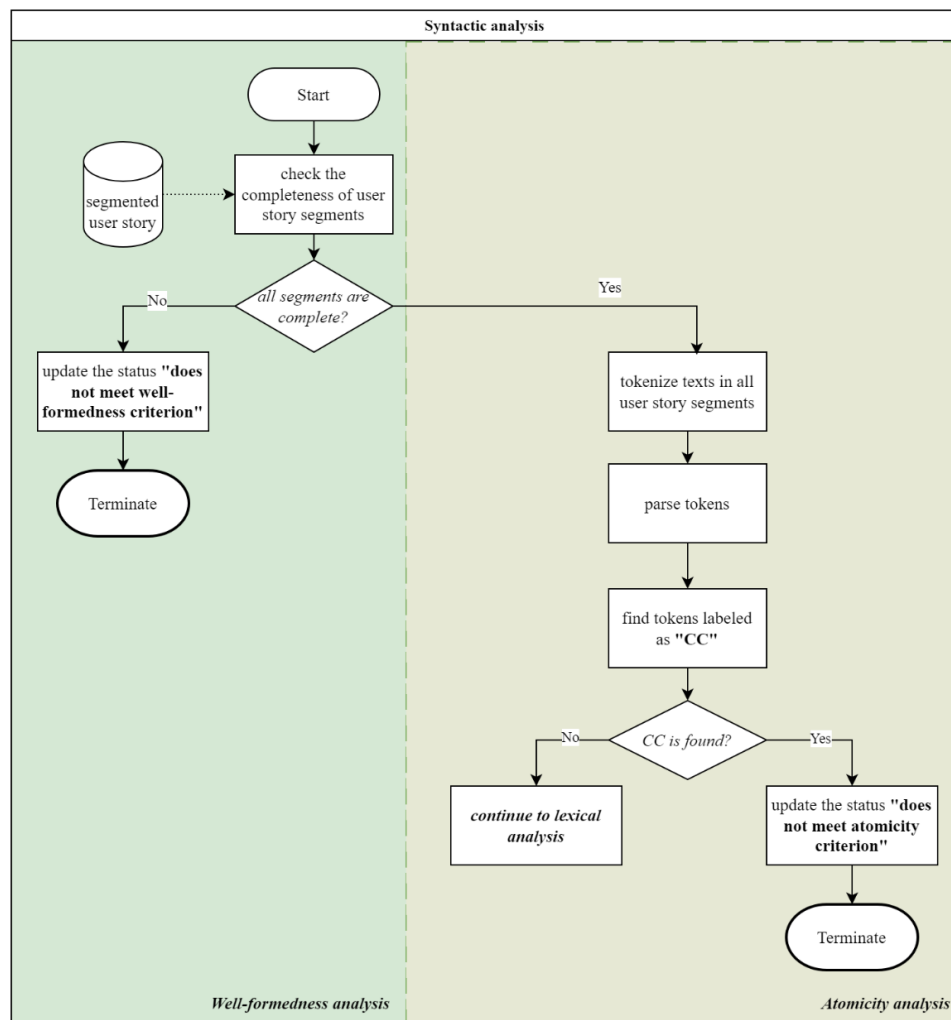 Syntactic analysis
Start
check the
completeness of user
story segments
segmented
user story
all segments are
complete?
No
Yes
update the status "does
not meet well-
formedness criterion"
Terminate
tokenize texts in all
user story segments
parse tokens
find tokens labeled
as "CC"
CC is found?
No
Yes
continue to lexical
analysis
update the status "does
not meet atomicity
criterion"
Terminate
Well-formedness analysis
Atomicity analysis